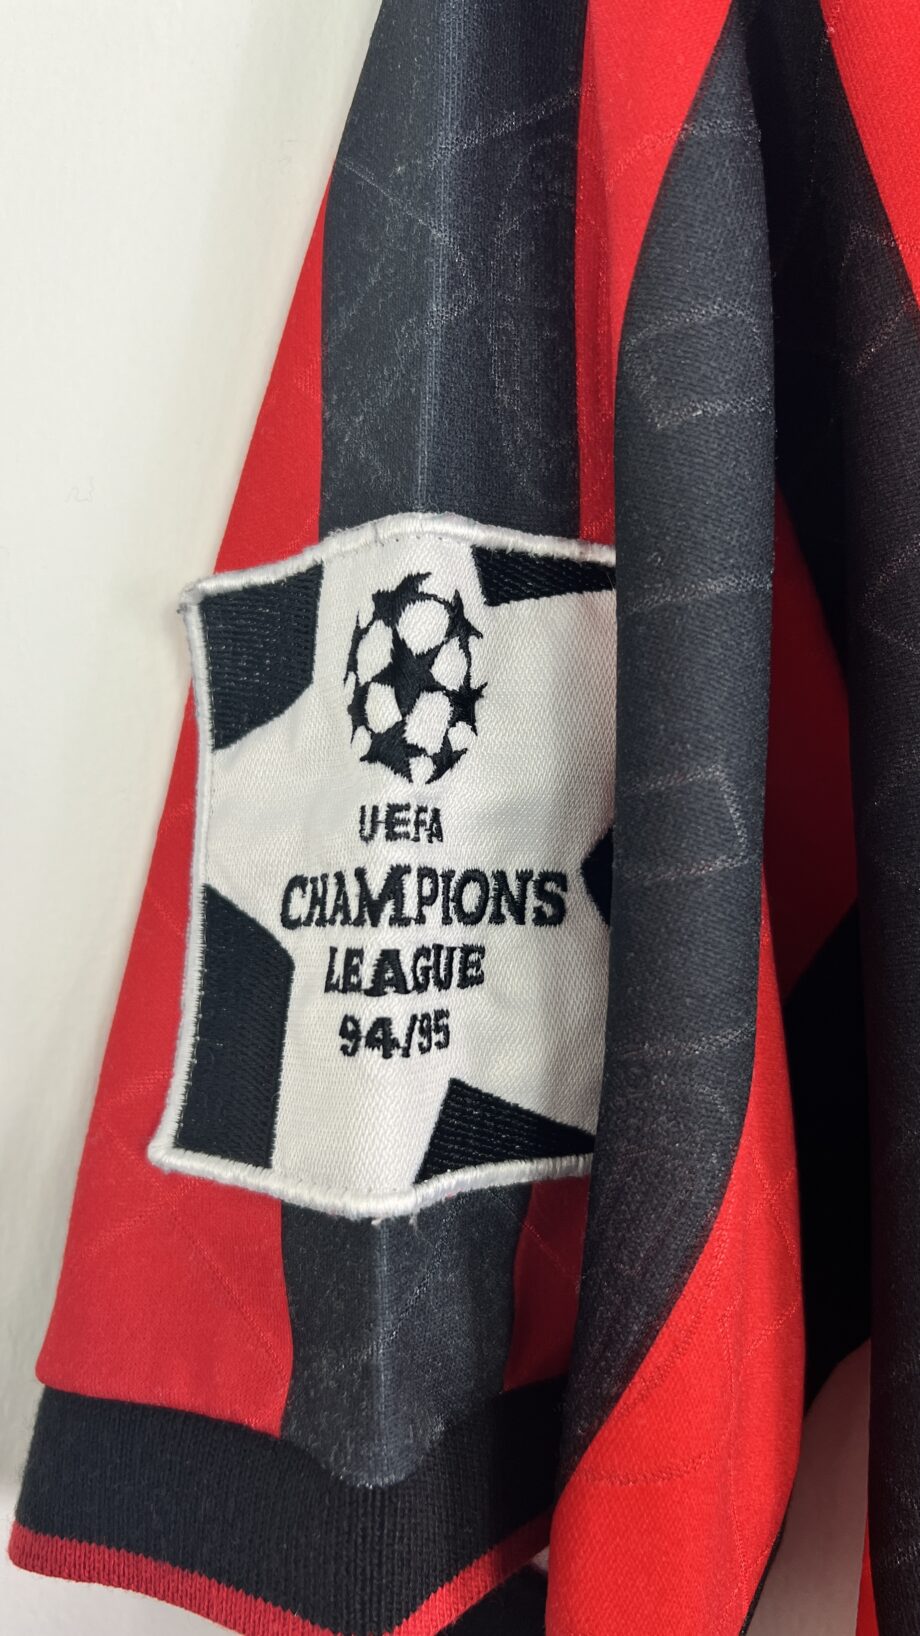 UEFA
CHAMPIONS
LEAGUE
94/95